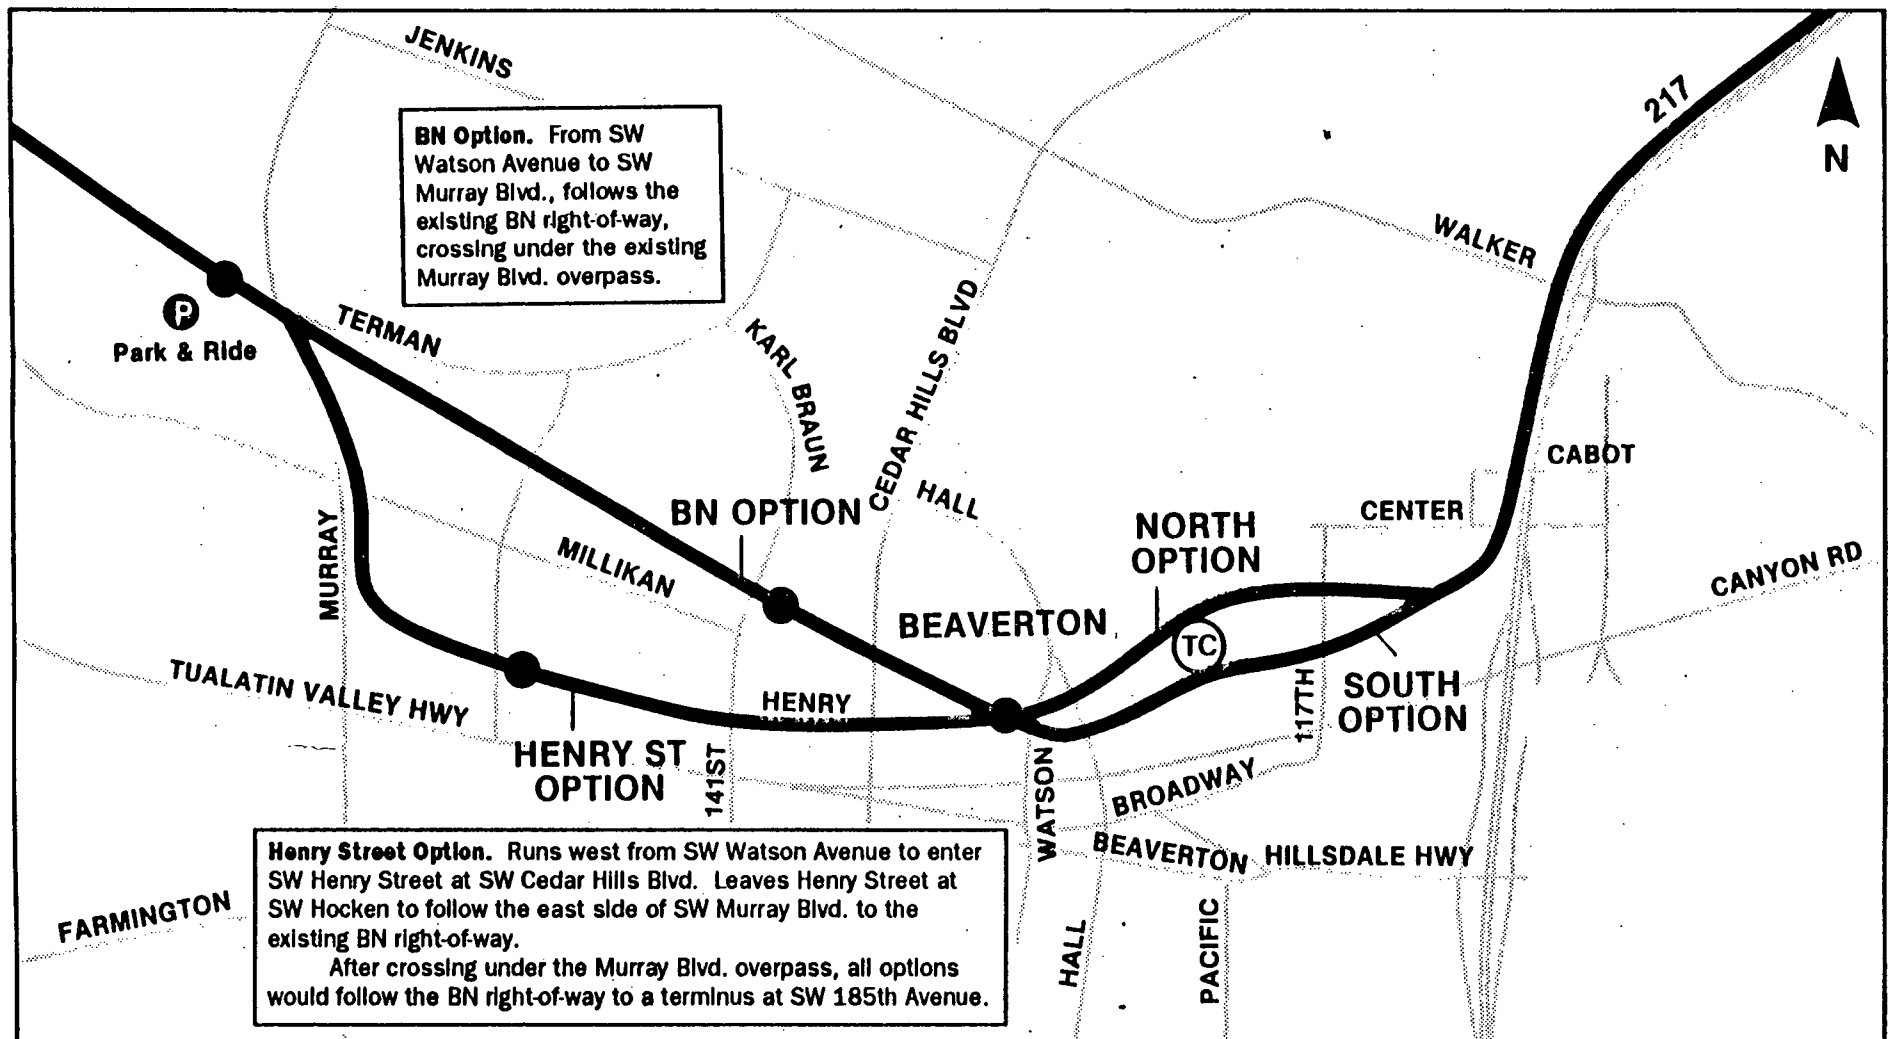 JENKINS
217
N
BN Option. From SW
Watson Avenue to SW
Murray Blvd., follows the
existing BN right-of-way,
crossing under the existing
Murray Blvd. overpass.
WALKER
P
Park & Ride
TERMAN
KARL BRAUN
CEDAR HILLS BLVD
CABOT
HALL
BN OPTION
CENTER
NORTH
OPTION
MURRAY
MILLIKAN
CANYON RD
BEAVERTON
TC
TUALATIN VALLEY HWY
HENRY
117TH
SOUTH
OPTION
HENRY ST
OPTION
141ST
WATSON
BROADWAY
BEAVERTON HILLSDALE HWY
Henry Street Option. Runs west from SW Watson Avenue to enter
SW Henry Street at SW Cedar Hills Blvd. Leaves Henry Street at
SW Hocken to follow the east side of SW Murray Blvd. to the
existing BN right-of-way.
After crossing under the Murray Blvd. overpass, all options
would follow the BN right-of-way to a terminus at SW 185th Avenue.
FARMINGTON
HALL
PACIFIC